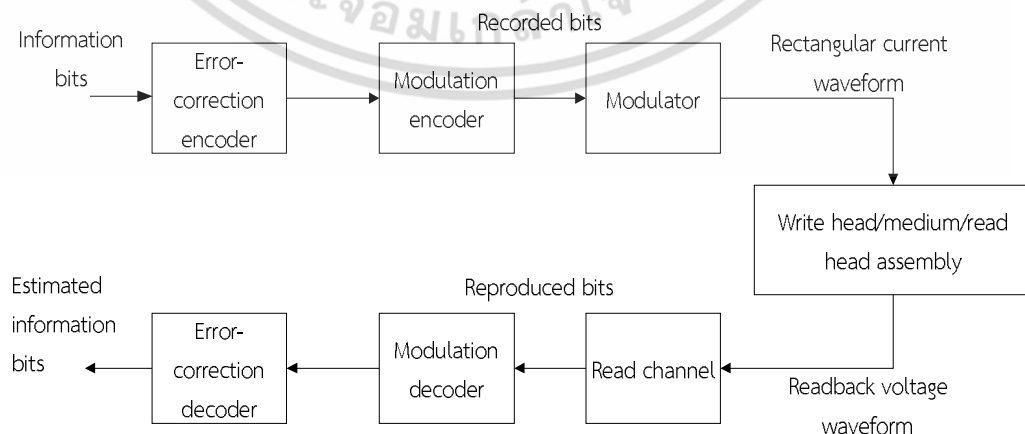 Information
bits
Error-
correction
encoder
Modulation
encoder
Recorded bits
Modulator
Rectangular current
waveform
Write head/medium/read
head assembly
Readback voltage
waveform
Read channel
Reproduced bits
Modulation
decoder
Error-
correction
decoder
Estimated
information
bits